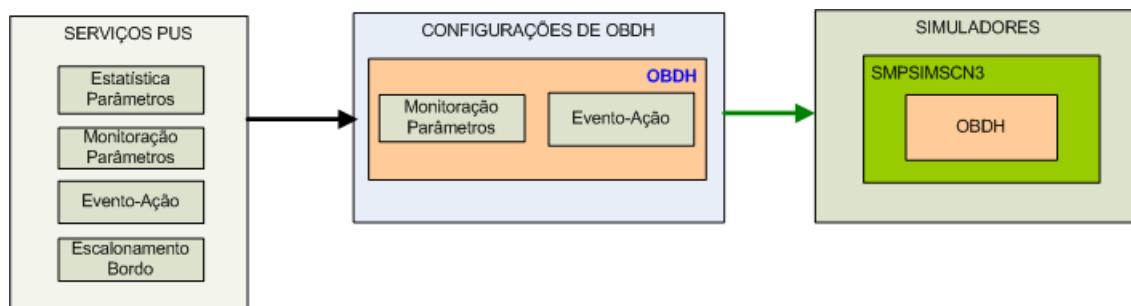 SERVIÇOS PUS
Estatística
Parâmetros
Monitoração
Parâmetros
Evento-Ação
Escalonamento
Bordo
CONFIGURAÇÕES DE OBDH
OBDH
Monitoração
Parâmetros
Evento-Ação
SIMULADORES
SMPSIMSCN3
OBDH